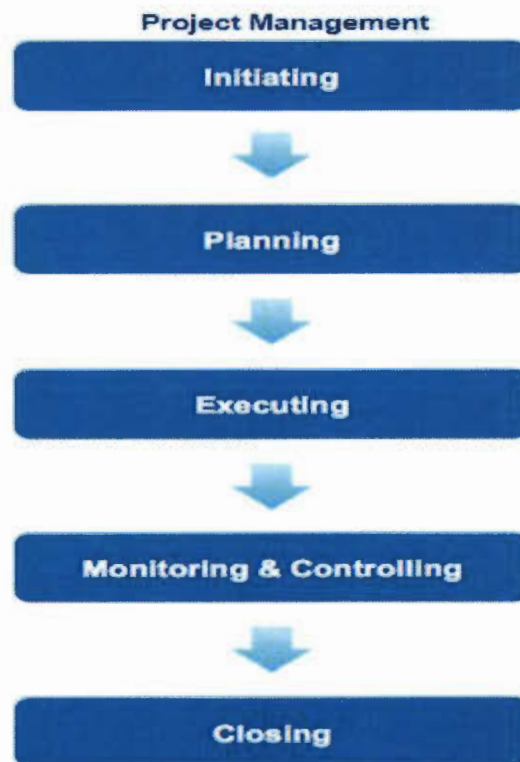 Project Management
Initiating
Planning
Executing
Monitoring & Controlling
Closing